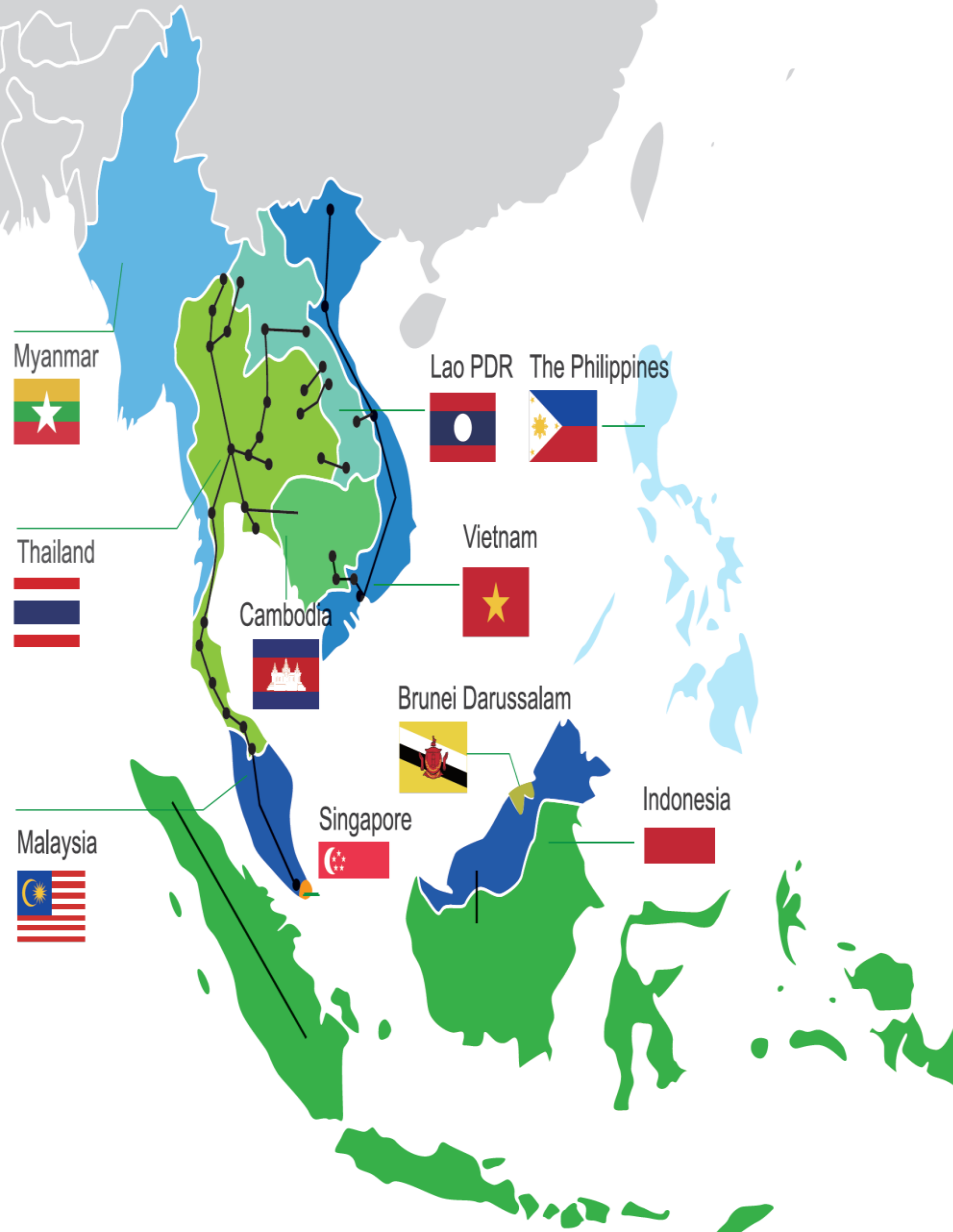 Myanmar
Lao PDR
The Philippines
Thailand
Vietnam
Cambodia
Brunei Darussalam
Indonesia
Singapore
Malaysia